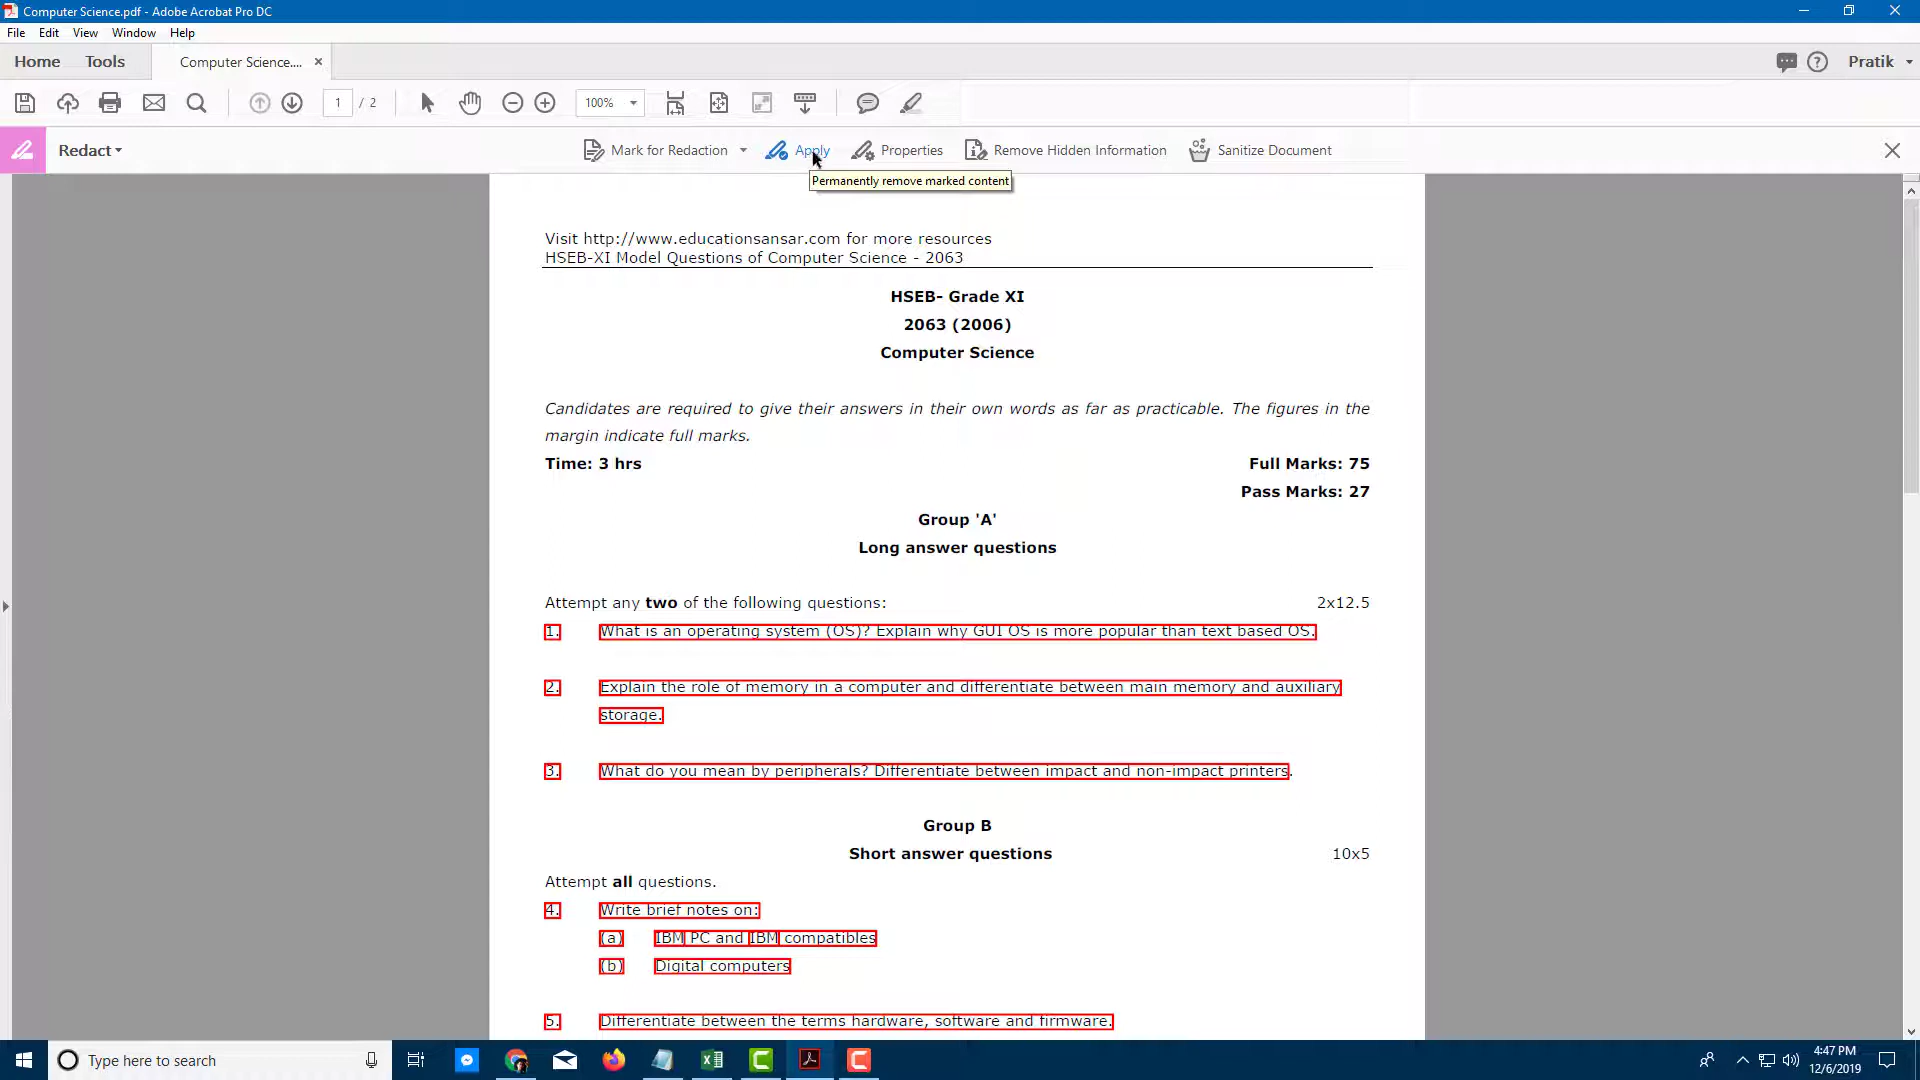 Computer Science.pdf - Adobe Acrobat Pro DC
File Edit View Window Help
Home Tools Computer Science.... × Pratik
1 / 2 100%
Redact Mark for Redaction Apply Properties Remove Hidden Information Sanitize Document
Permanently remove marked content
Visit http://www.educationsansar.com for more resources
HSEB-XI Model Questions of Computer Science - 2063
HSEB- Grade XI
2063 (2006)
Computer Science
Candidates are required to give their answers in their own words as far as practicable. The figures in the
margin indicate full marks.
Time: 3 hrs Full Marks: 75
Pass Marks: 27
Group 'A'
Long answer questions
Attempt any two of the following questions: 2x12.5
1. What is an operating system (OS)? Explain why GUI OS is more popular than text based OS.
2. Explain the role of memory in a computer and differentiate between main memory and auxiliary
storage.
3. What do you mean by peripherals? Differentiate between impact and non-impact printers.
Group B
Short answer questions 10x5
Attempt all questions.
4. Write brief notes on:
(a) IBM PC and IBM compatibles
(b) Digital computers
5. Differentiate between the terms hardware, software and firmware.
Type here to search
4:47 PM
12/6/2019